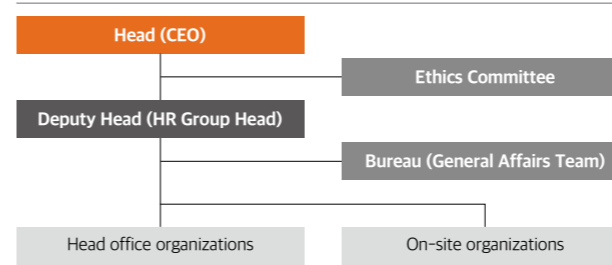 Head (CEO)
Ethics Committee
Deputy Head (HR Group Head)
Bureau (General Affairs Team)
Head office organizations
On-site organizations